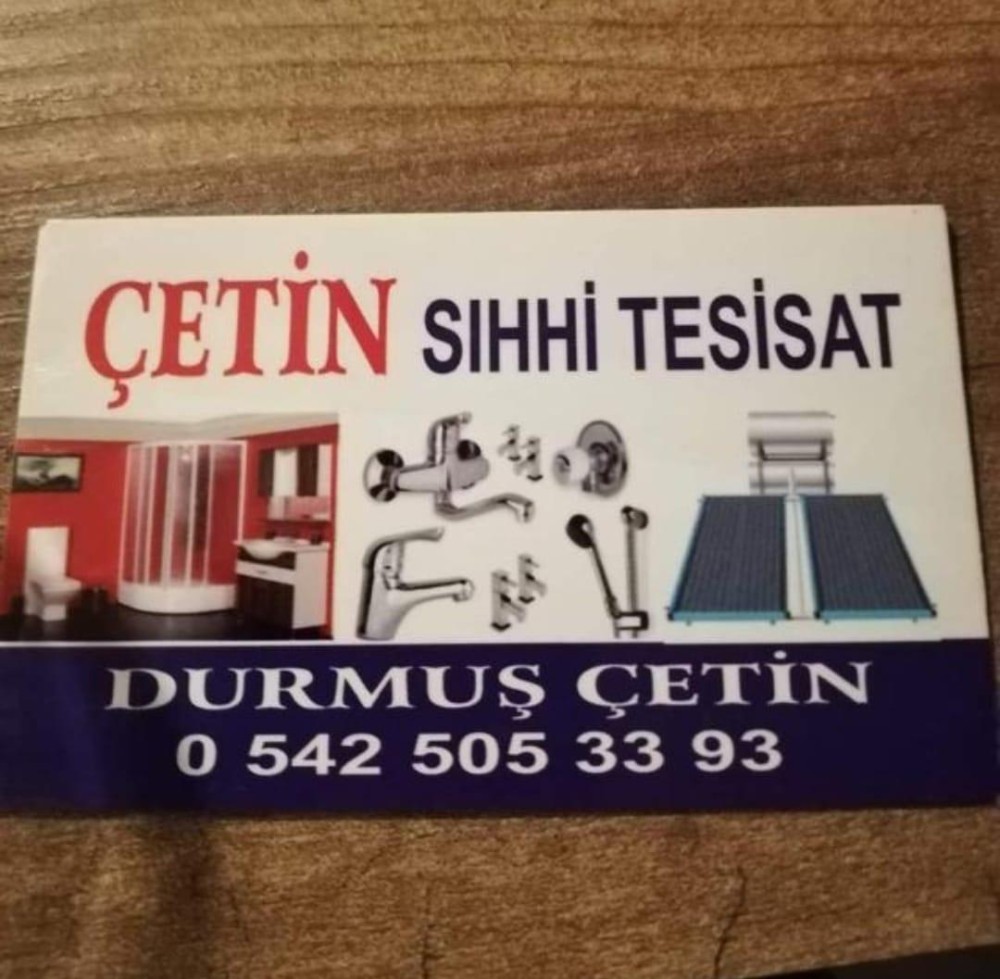 ÇETİN SIHHİ TESİSAT
DURMUŞ ÇETİN
0 542 505 33 93